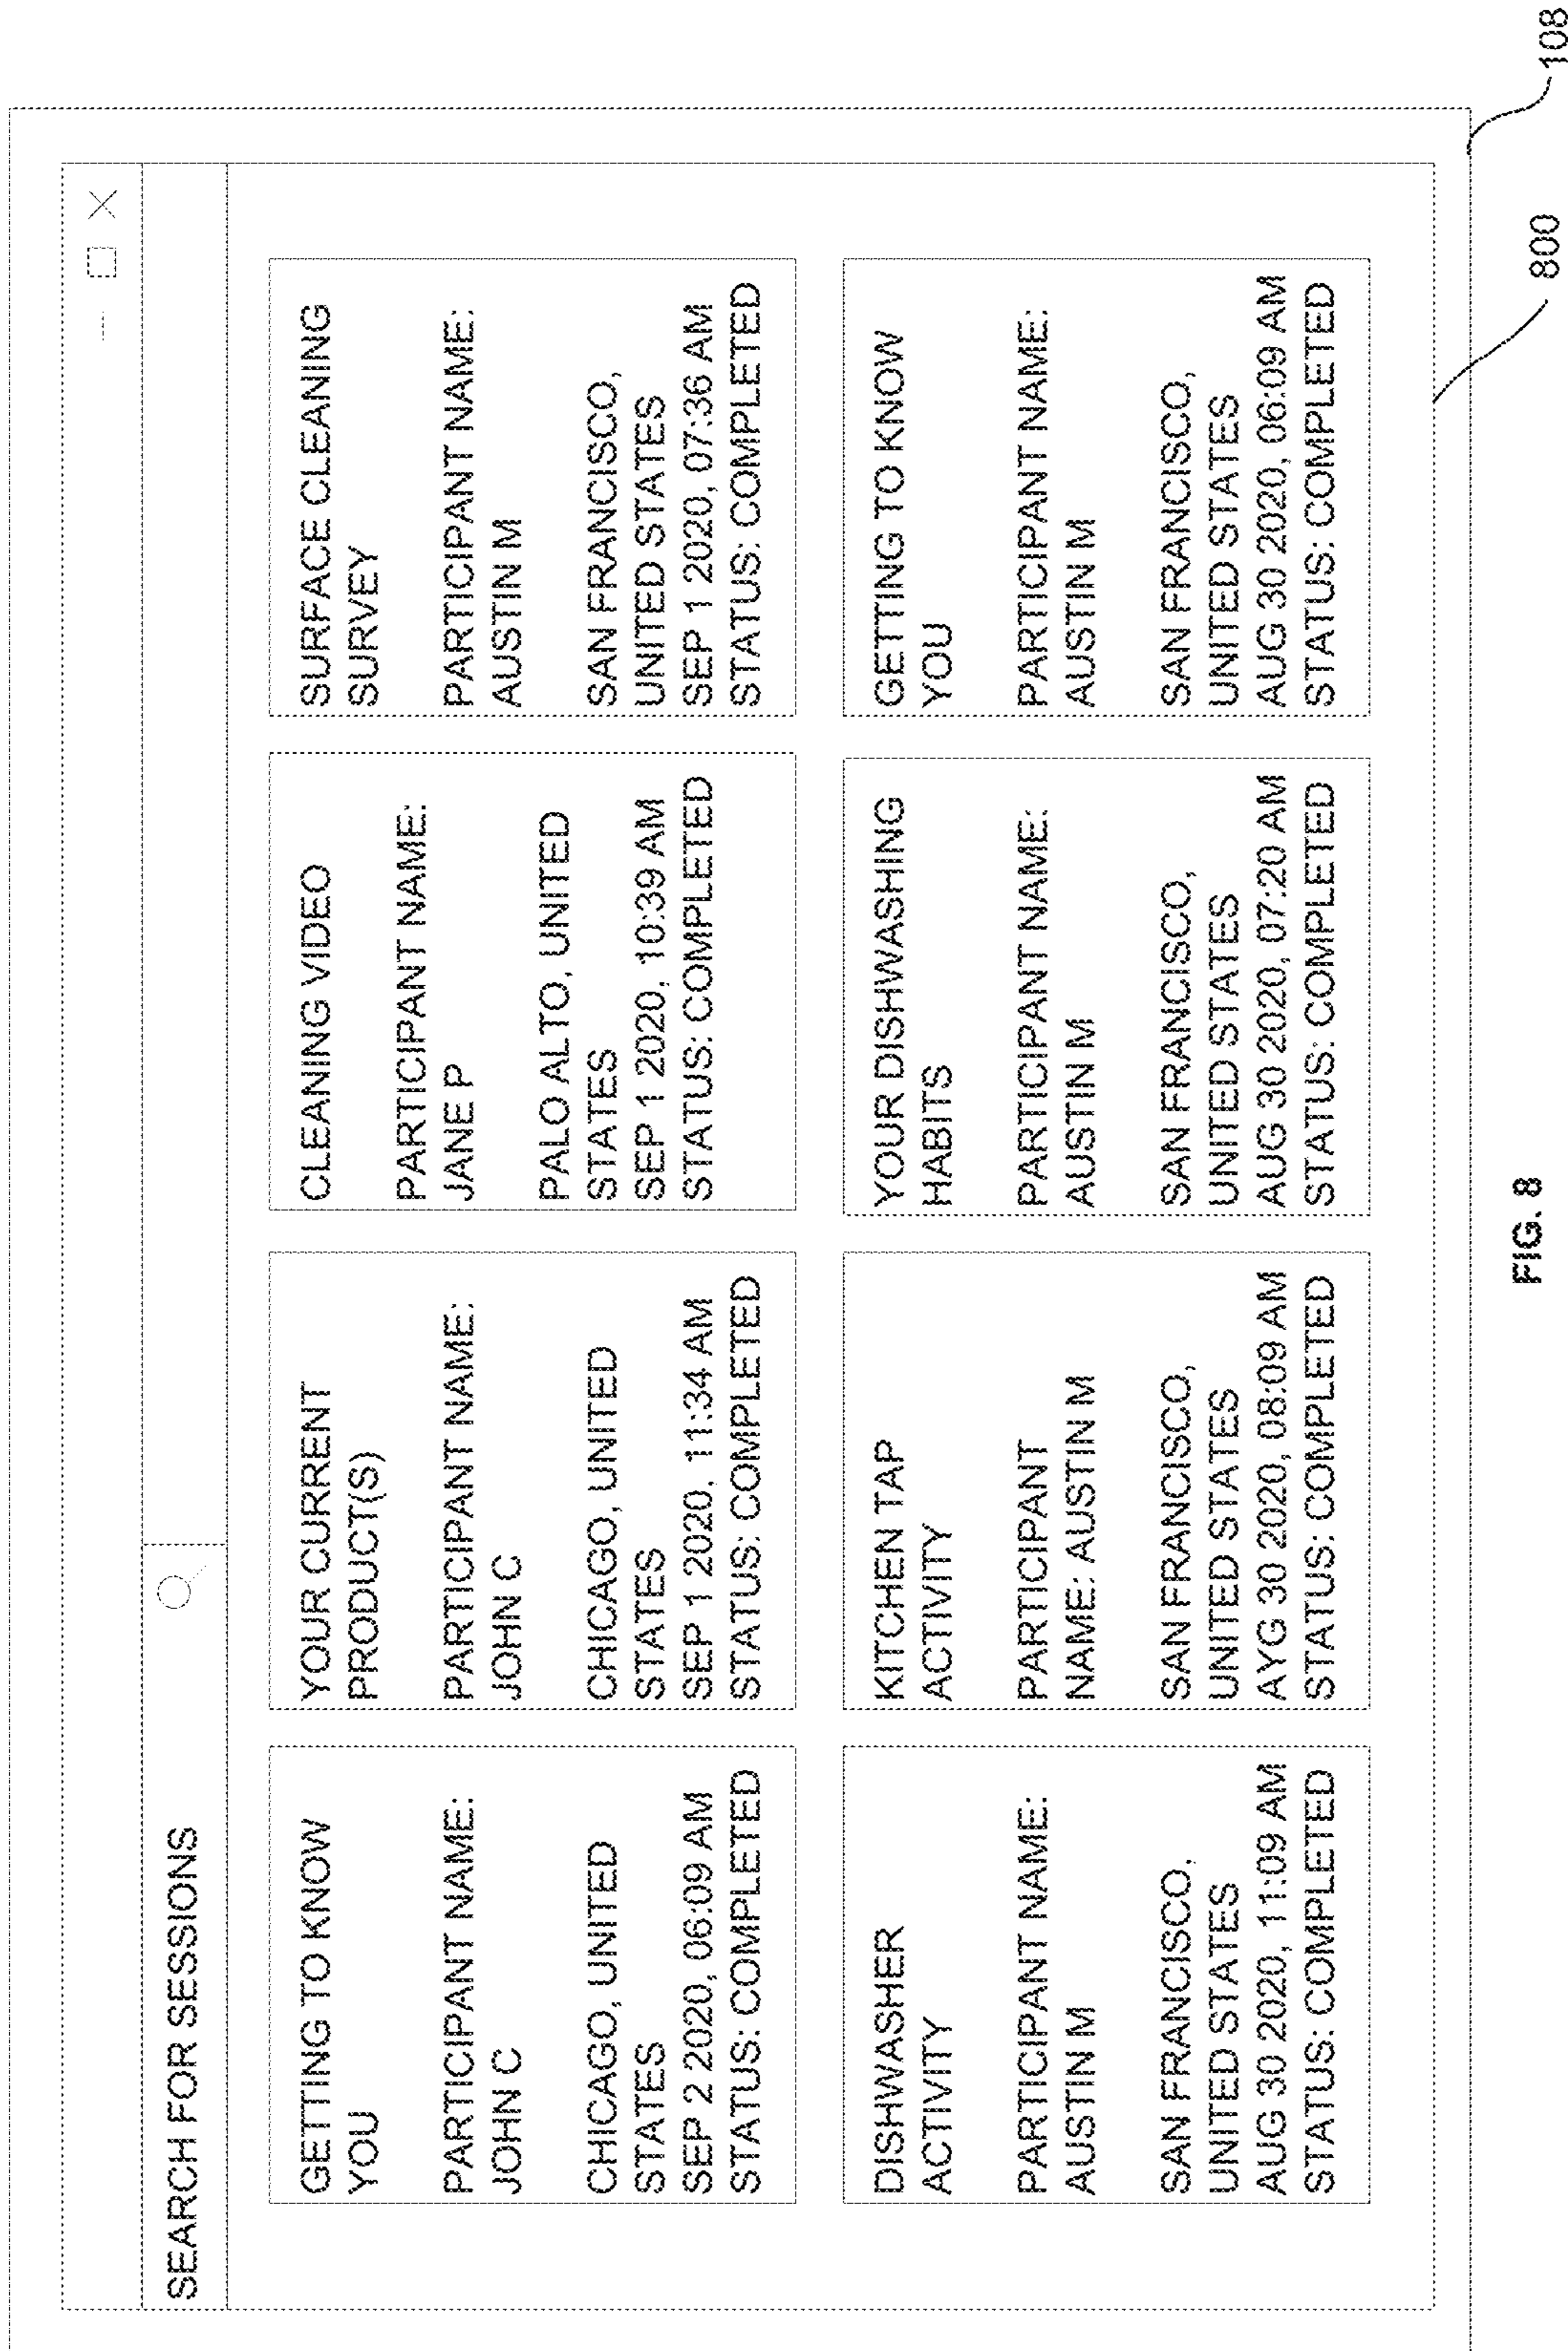 SEARCH FOR SESSIONS
GETTING TO KNOW
YOU
PARTICIPANT NAME:
JOHN C
CHICAGO, UNITED
STATES
SEP 2 2020, 06:09 AM
STATUS: COMPLETED
YOUR CURRENT
PRODUCT(S)
PARTICIPANT NAME:
JOHN C
CHICAGO, UNITED
STATES
SEP 1 2020, 11:34 AM
STATUS: COMPLETED
CLEANING VIDEO
PARTICIPANT NAME:
JANE P
PALO ALTO, UNITED
STATES
SEP 1 2020, 10:39 AM
STATUS: COMPLETED
SURFACE CLEANING
SURVEY
PARTICIPANT NAME:
AUSTIN M
SAN FRANCISCO,
UNITED STATES
SEP 1 2020, 07:36 AM
STATUS: COMPLETED
DISHWASHER
ACTIVITY
PARTICIPANT NAME:
AUSTIN M
SAN FRANCISCO,
UNITED STATES
AUG 30 2020, 11:09 AM
STATUS: COMPLETED
KITCHEN TAP
ACTIVITY
PARTICIPANT
NAME: AUSTIN M
SAN FRANCISCO,
UNITED STATES
AYG 30 2020, 08:09 AM
STATUS: COMPLETED
YOUR DISHWASHING
HABITS
PARTICIPANT NAME:
AUSTIN M
SAN FRANCISCO,
UNITED STATES
AUG 30 2020, 07:20 AM
STATUS: COMPLETED
GETTING TO KNOW
YOU
PARTICIPANT NAME:
AUSTIN M
SAN FRANCISCO,
UNITED STATES
AUG 30 2020, 06:09 AM
STATUS: COMPLETED
800
108
FIG. 8